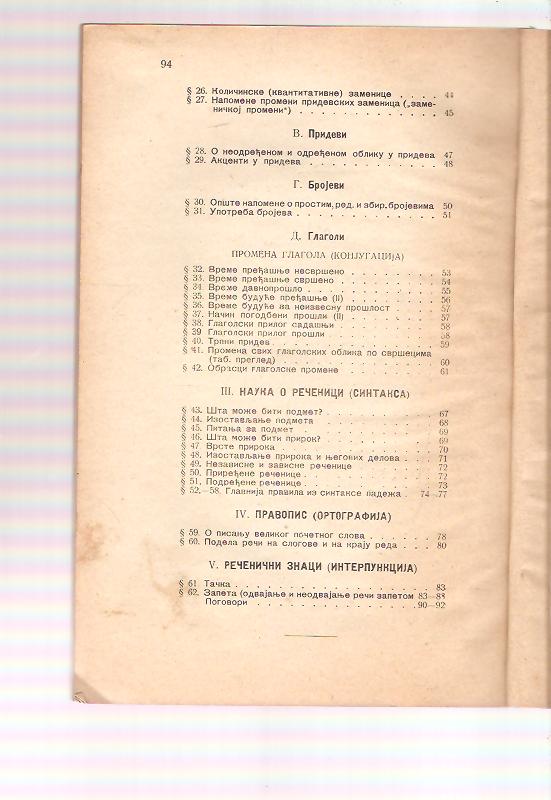 94
§ 26. Количинске (квантитативне) заменице . . . . 44
§ 27. Напомене промени придевских заменица („заме-
ничкој промени“) . . . . . . . . . . . . . 45
В. Придеви
§ 28. О неодређеном и одређеном облику у придева 47
§ 29. Акценти у придева . . . . . . . . . . . . 48
Г. Бројеви
§ 30. Опште напомене о простим, ред. и збир. бројевима 50
§ 31. Употреба бројева . . . . . . . . . . . . 51
Д. Глаголи
ПРОМЕНА ГЛАГОЛА (КОНЈУГАЦИЈА)
§ 32. Време пређашње несвршено . . . . . . . . 53
§ 33. Време пређашње свршено . . . . . . . . . 54
§ 34. Време давнопрошло . . . . . . . . . . . 55
§ 35. Време будуће пређашње (II) . . . . . . . . 56
§ 36. Време будуће за неизвесну прошлост . . . . 57
§ 37. Начин погодбени прошли (II) . . . . . . . . 57
§ 38. Глаголски прилог садашњи . . . . . . . . . 58
§ 39 Глаголски прилог прошли . . . . . . . . . 58
§ 40. Трпни придев . . . . . . . . . . . . . 59
§ 41. Промена свих глаголских облика по свршецима
(таб. преглед) . . . . . . . . . . . . . 60
§ 42. Обрасци глаголске промене . . . . . . . . 61
III. НАУКА О РЕЧЕНИЦИ (СИНТАКСА)
§ 43. Шта може бити подмет? . . . . . . . . . . 67
§ 44. Изостављање подмета . . . . . . . . . . . 68
§ 45. Питања за подмет . . . . . . . . . . . . 69
§ 46. Шта може бити прирок? . . . . . . . . . . 69
§ 47 Врсте прирока . . . . . . . . . . . . . 70
§ 48. Изостављање прирока и његових делова . . . 71
§ 49. Независне и зависне реченице . . . . . . . 72
§ 50. Приређене реченице . . . . . . . . . . . 72
§ 51. Подређене реченице . . . . . . . . . . . 73
§ 52.—58. Главнија правила из синтаксе падежа . 74—77
IV. ПРАВОПИС (ОРТОГРАФИЈА)
§ 59. О писању великог почетног слова . . . . . . 78
§ 60. Подела речи на слогове и на крају реда . . . 80
V. РЕЧЕНИЧНИ ЗНАЦИ (ИНТЕРПУНКЦИЈА)
§ 61 Тачка . . . . . . . . . . . . . . . . 83
§ 62. Запета (одвајање и неодвајање речи запетом 83—88
Поговори . . . . . . . . . . . . . . 90—92